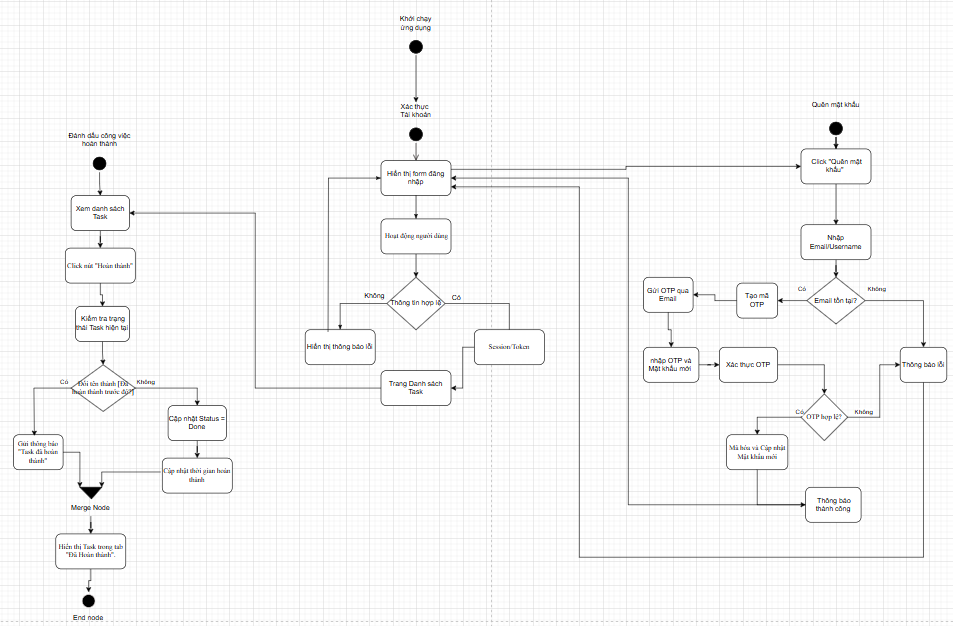 Khởi chạy
ứng dụng
Xác thực
Tài khoản
Hiển thị form đăng
nhập
Hoạt động người dùng
Thông tin hợp lệ
Không
Có
Hiển thị thông báo lỗi
Session/Token
Trang Danh sách
Task
Đánh dấu công việc
hoàn thành
Xem danh sách
Task
Click nút "Hoàn thành"
Kiểm tra trạng
thái Task hiện tại
Đổi tên thành [Đã
hoàn thành trước đó?]
Có
Không
Gửi thông báo
"Task đã hoàn
thành"
Cập nhật Status =
Done
Cập nhật thời gian hoàn
thành
Merge Node
Hiển thị Task trong tab
"Đã Hoàn thành".
End node
Quên mật khẩu
Click "Quên mật
khẩu"
Nhập
Email/Username
Email tồn tại?
Có
Không
Tạo mã
OTP
Gửi OTP qua
Email
nhập OTP và
Mật khẩu mới
Xác thực OTP
Thông báo lỗi
OTP hợp lệ?
Có
Không
Mã hóa và Cập nhật
Mật khẩu mới
Thông báo
thành công